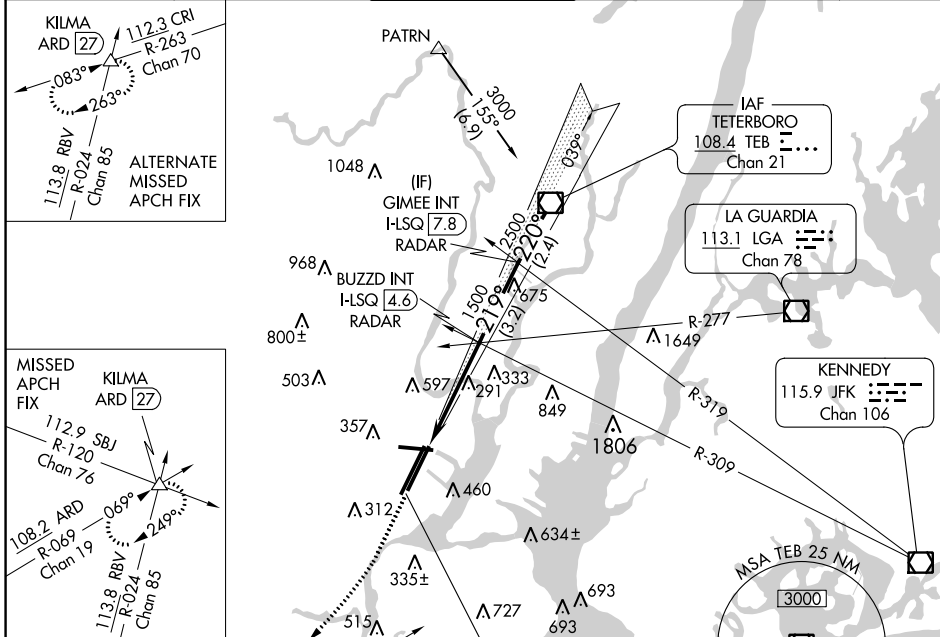 KILMA
ARD 27
112.3 CRI
R-263
Chan 70
083°
263°
113.8 RBV
R-024
Chan 85
ALTERNATE
MISSED
APCH FIX
PATRN
3000
155°
(6.9)
039°
IAF
TETERBORO
108.4 TEB
Chan 21
1048
(IF)
GIMEE INT
I-LSQ 7.8
RADAR
2500
220°
(2.4)
LA GUARDIA
113.1 LGA
Chan 78
968
BUZZD INT
I-LSQ 4.6
RADAR
675
1500
219°
(3.2)
800±
R-277
1649
503
597
291
333
849
R-319
KENNEDY
115.9 JFK
Chan 106
357
1806
R-309
MISSED
APCH
FIX
KILMA
ARD 27
112.9 SBJ
R-120
Chan 76
069°
249°
108.2 ARD
R-069
Chan 19
113.8 RBV
R-024
Chan 85
460
312
634±
335±
MSA TEB 25 NM
3000
693
693
727
515